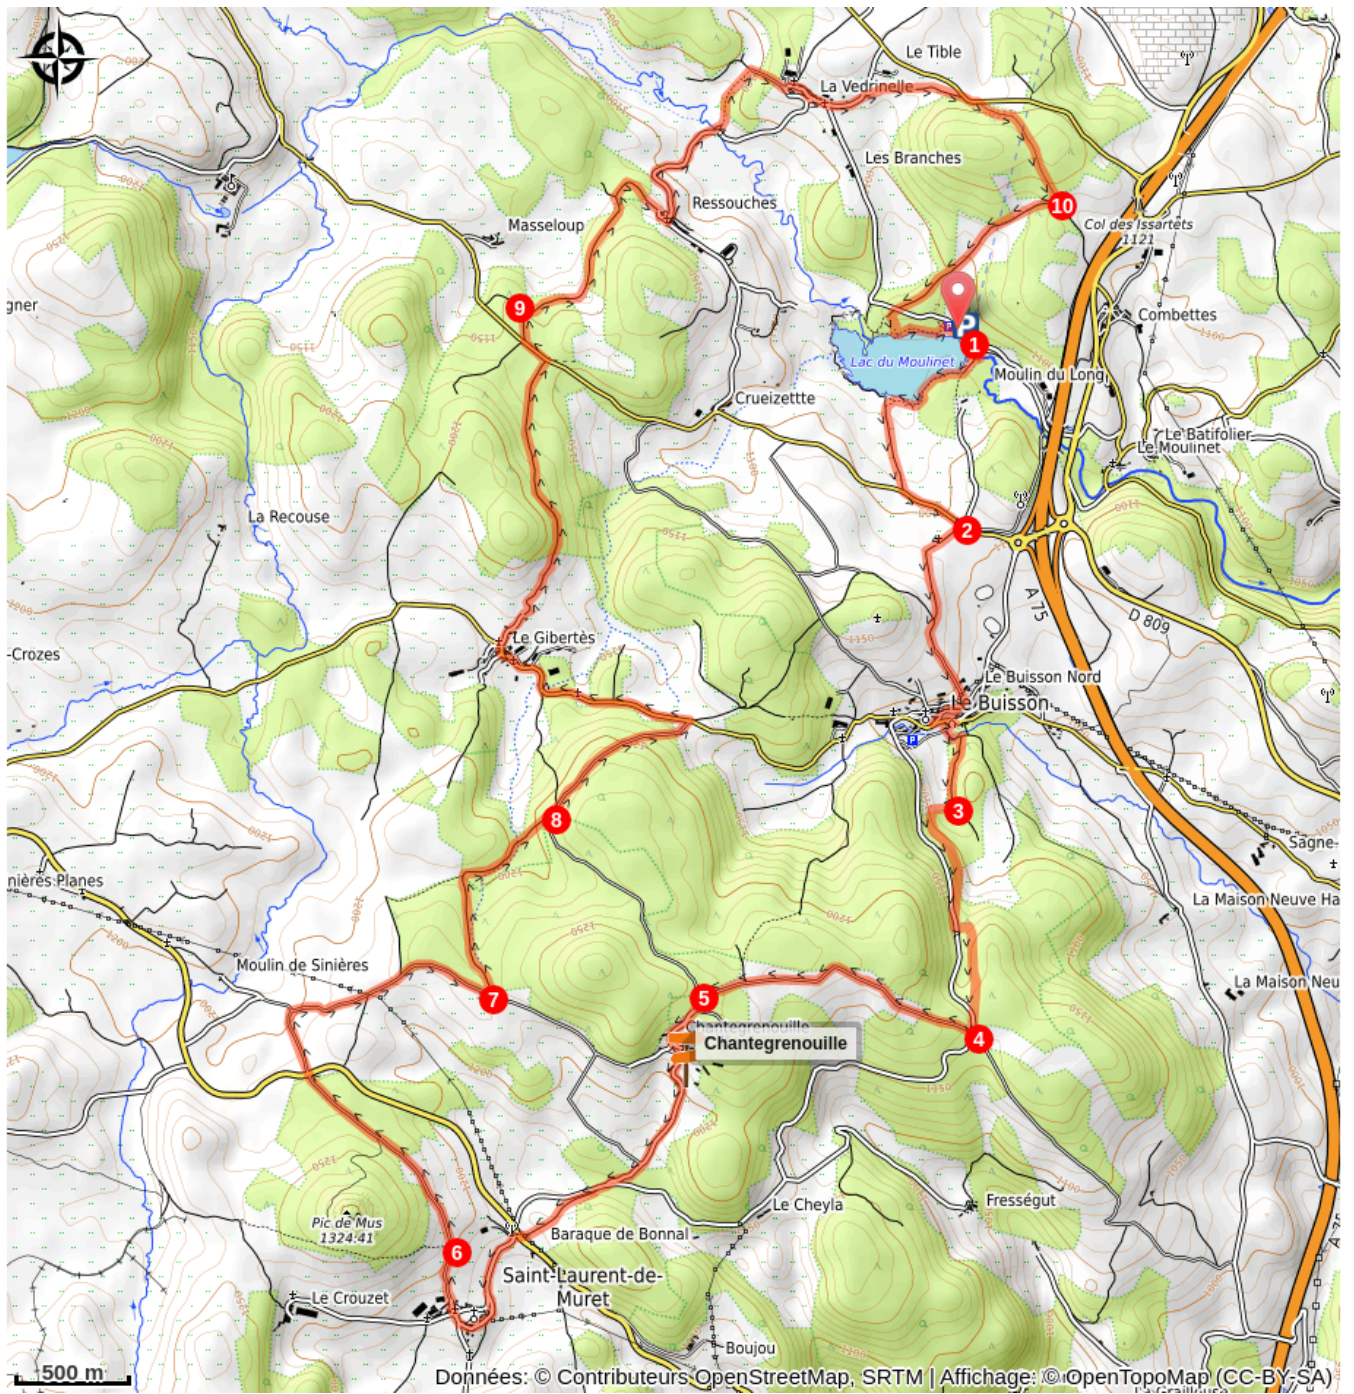 Le Tible
La Vedrinelle
Les Branches
10
Ressouches
Masseloup
Col des Issartets
1121
gner
9
Combettes
P
P
1
Lac du Moulinet
Moulin du Long
Crueizettte
Le Batifolier
Le Moulinet
La Recouse
2
A 75
D 809
Le Gibertès
-Crozes
Le Buisson Nord
Le Buisson
P
3
8
Sagne-
nières Planes
La Maison Neuve Ha
Moulin de Sinières
La Maison Neu
7
5
Chantegrenouille
Chantegrenouille
4
Le Cheyla
Frességut
Pic de Mus
1324.41
Baraque de Bonnal
6
Saint-Laurent-de-
Muret
Le Crouzet
Boujou
500 m
Données: © Contributeurs OpenStreetMap, SRTM | Affichage: © OpenTopoMap (CC-BY-SA)